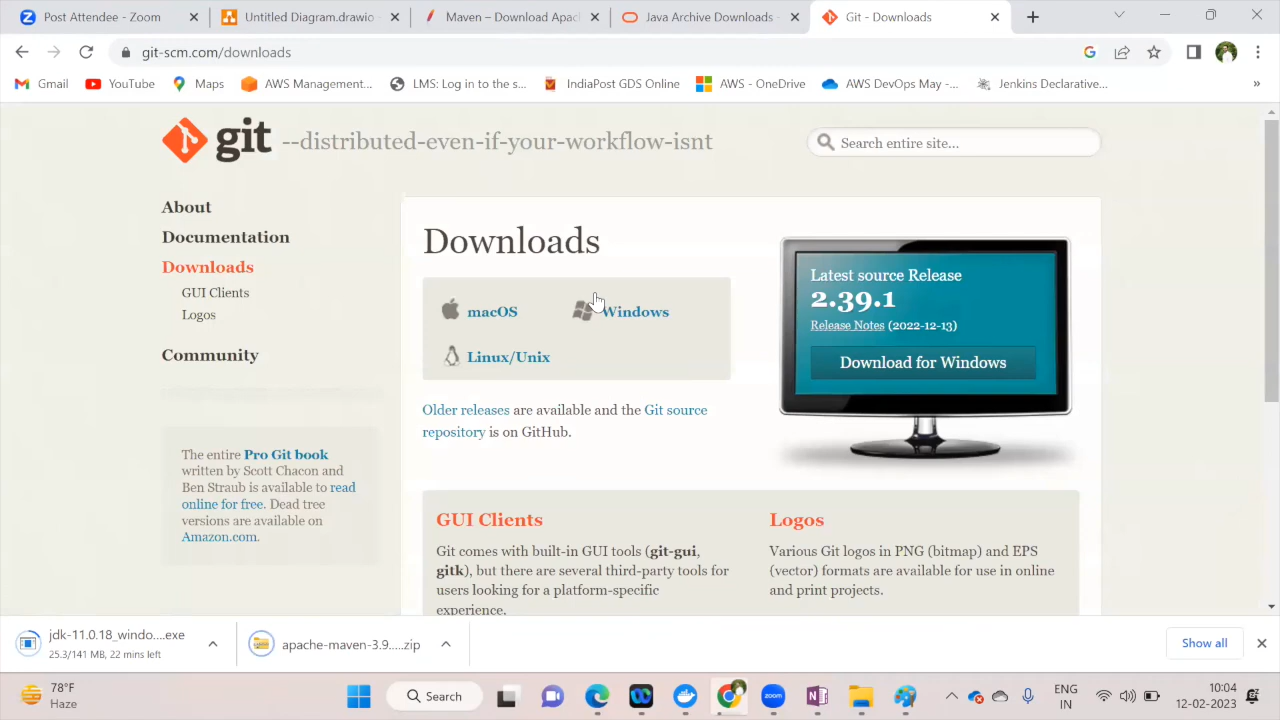 Post Attendee - Zoom
Untitled Diagram.drawio
Maven – Download Apac
Java Archive Downloads -
Git - Downloads
git-scm.com/downloads
Gmail
YouTube
Maps
AWS Management...
LMS: Log in to the s...
IndiaPost GDS Online
AWS - OneDrive
AWS DevOps May -...
Jenkins Declarative...
»
git --distributed-even-if-your-workflow-isnt
Search entire site...
About
Documentation
Downloads
GUI Clients
Logos
Community
The entire Pro Git book
written by Scott Chacon and
Ben Straub is available to read
online for free. Dead tree
versions are available on
Amazon.com.
Downloads
macOS
Windows
Linux/Unix
Older releases are available and the Git source
repository is on GitHub.
Latest source Release
2.39.1
Release Notes (2022-12-13)
Download for Windows
GUI Clients
Git comes with built-in GUI tools (git-gui,
gitk), but there are several third-party tools for
users looking for a platform-specific
experience.
Logos
Various Git logos in PNG (bitmap) and EPS
(vector) formats are available for use in online
and print projects.
jdk-11.0.18_windo....exe
25.3/141 MB, 22 mins left
apache-maven-3.9.....zip
Show all
78°F
Haze
Search
zoom
ENG
IN
10:04
12-02-2023